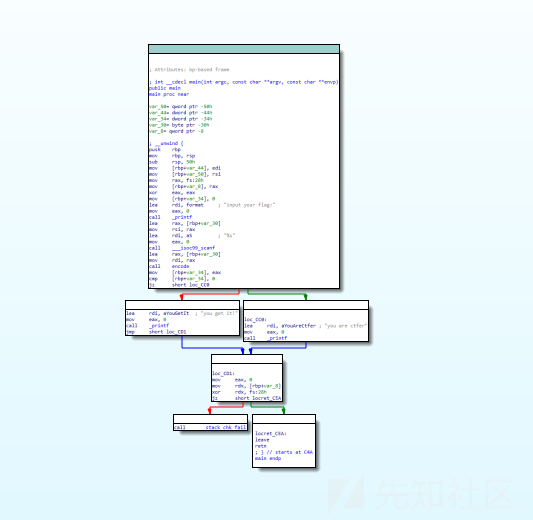 ; Attributes: bp-based frame
; int __cdecl main(int argc, const char **argv, const char **envp)
public main
main proc near
var_50= qword ptr -50h
var_44= dword ptr -44h
var_34= dword ptr -34h
var_30= byte ptr -30h
var_8= qword ptr -8
; __unwind {
push rbp
mov rbp, rsp
sub rsp, 50h
mov [rbp+var_44], edi
mov [rbp+var_50], rsi
mov rax, fs:28h
mov [rbp+var_8], rax
xor eax, eax
mov [rbp+var_34], 0
lea rdi, format ; "input your flag:"
mov eax, 0
call _printf
lea rax, [rbp+var_30]
mov rsi, rax
lea rdi, aS ; "%s"
mov eax, 0
call ___isoc99_scanf
lea rax, [rbp+var_30]
mov rdi, rax
call encode
mov [rbp+var_34], eax
cmp [rbp+var_34], 0
jz short loc_CC0
lea rdi, aYouGetIt ; "you get it!"
mov eax, 0
call _printf
jmp short loc_CD1
loc_CC0:
lea rdi, aYouAreCtfer ; "you are ctfer"
mov eax, 0
call _printf
loc_CD1:
mov eax, 0
mov rdx, [rbp+var_8]
xor rdx, fs:28h
jz short locret_CEA
call ___stack_chk_fail
locret_CEA:
leave
retn
; } // starts at C4A
main endp
先知社区